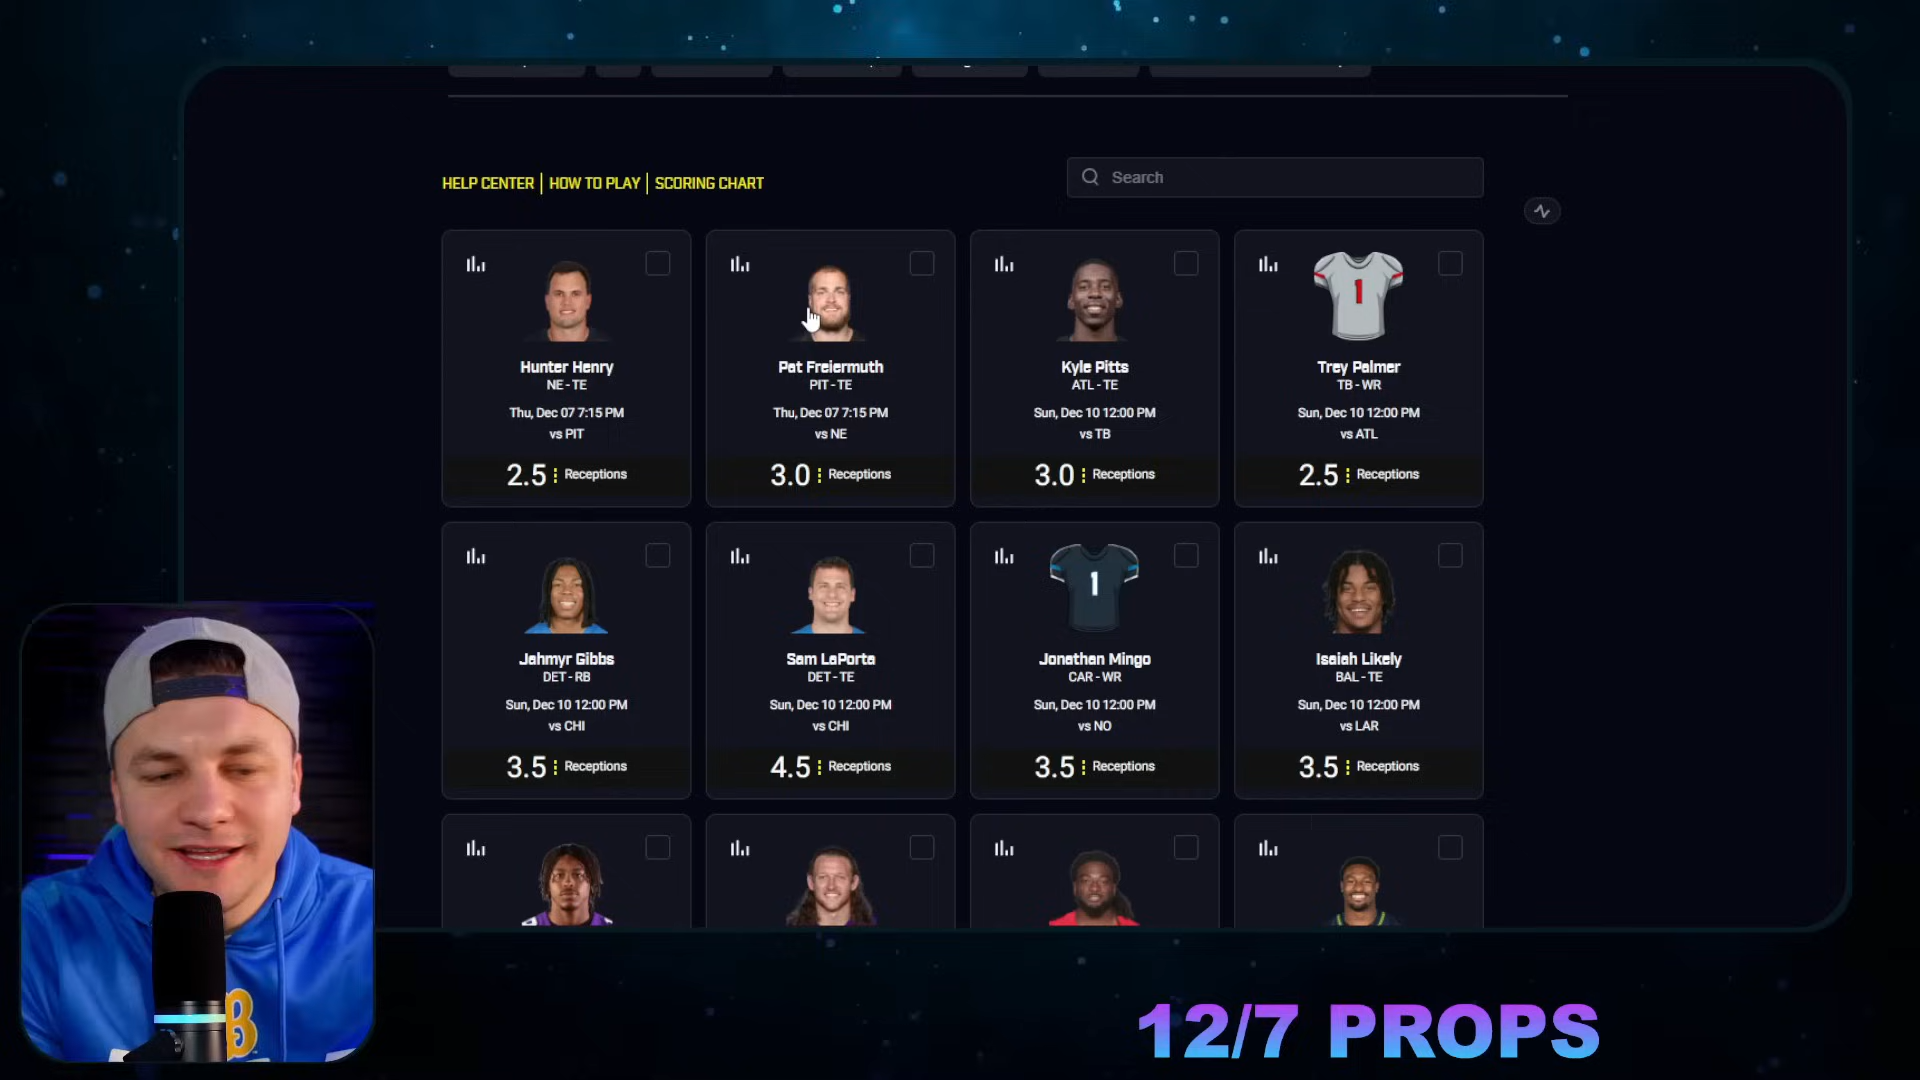 HELP CENTER | HOW TO PLAY | SCORING CHART
Search
Hunter Henry
NE - TE
Thu, Dec 07 7:15 PM
vs PIT
2.5 Receptions
Pat Freiermuth
PIT - TE
Thu, Dec 07 7:15 PM
vs NE
3.0 Receptions
Kyle Pitts
ATL - TE
Sun, Dec 10 12:00 PM
vs TB
3.0 Receptions
1
Trey Palmer
TB - WR
Sun, Dec 10 12:00 PM
vs ATL
2.5 Receptions
Jahmyr Gibbs
DET - RB
Sun, Dec 10 12:00 PM
vs CHI
3.5 Receptions
Sam LaPorta
DET - TE
Sun, Dec 10 12:00 PM
vs CHI
4.5 Receptions
1
Jonathan Mingo
CAR - WR
Sun, Dec 10 12:00 PM
vs NO
3.5 Receptions
Isaiah Likely
BAL - TE
Sun, Dec 10 12:00 PM
vs LAR
3.5 Receptions
12/7 PROPS